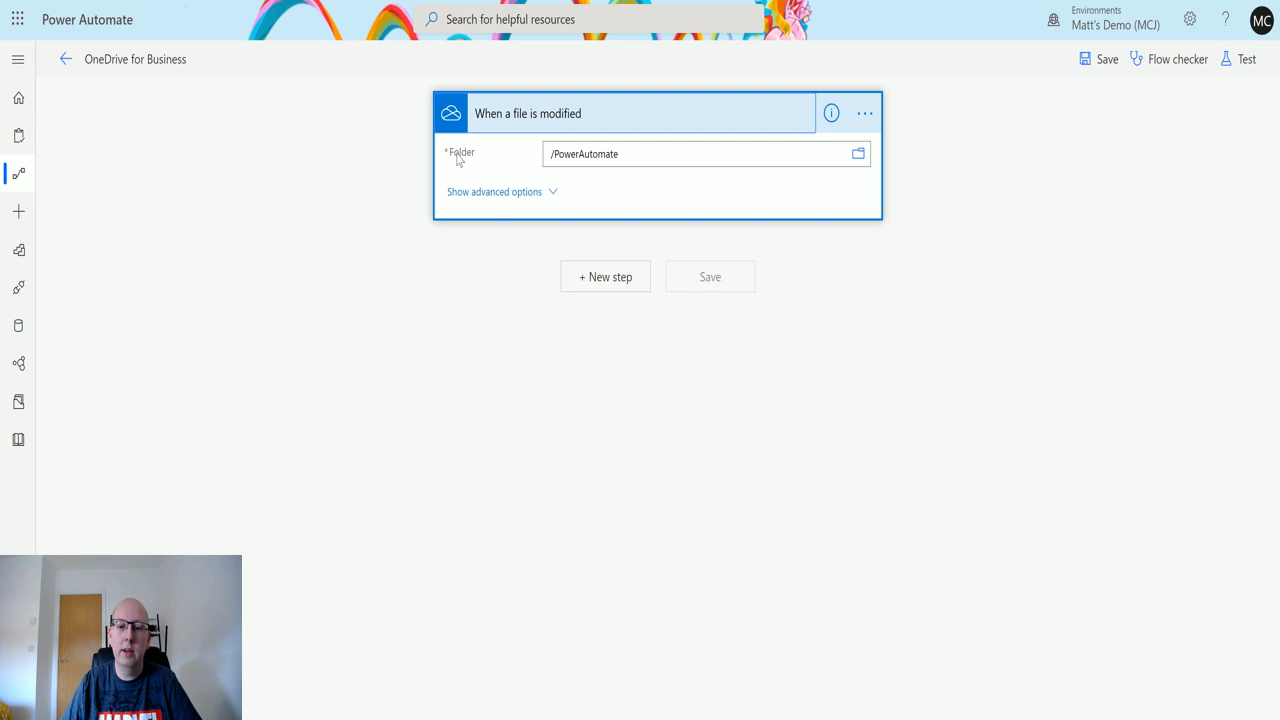 Power Automate
Search for helpful resources
Environments
Matt's Demo (MCJ)
?
MC
OneDrive for Business
Save
Flow checker
Test
When a file is modified
* Folder
/PowerAutomate
Show advanced options
+ New step
Save